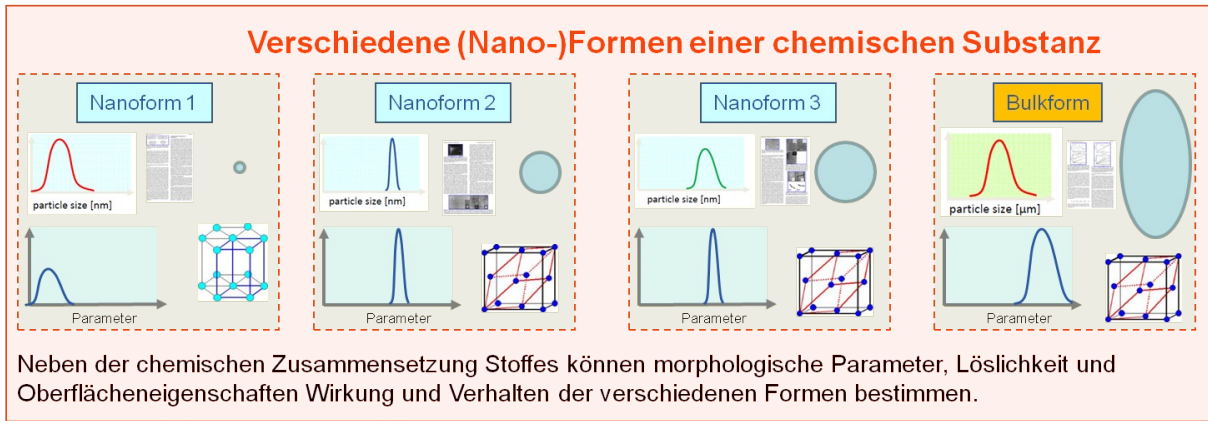 Verschiedene (Nano-)Formen einer chemischen Substanz
Nanoform 1
particle size [nm]
Parameter
Nanoform 2
particle size [nm]
Parameter
Nanoform 3
particle size [nm]
Parameter
Bulkform
particle size [µm]
Parameter
Neben der chemischen Zusammensetzung Stoffes können morphologische Parameter, Löslichkeit und
Oberflächeneigenschaften Wirkung und Verhalten der verschiedenen Formen bestimmen.